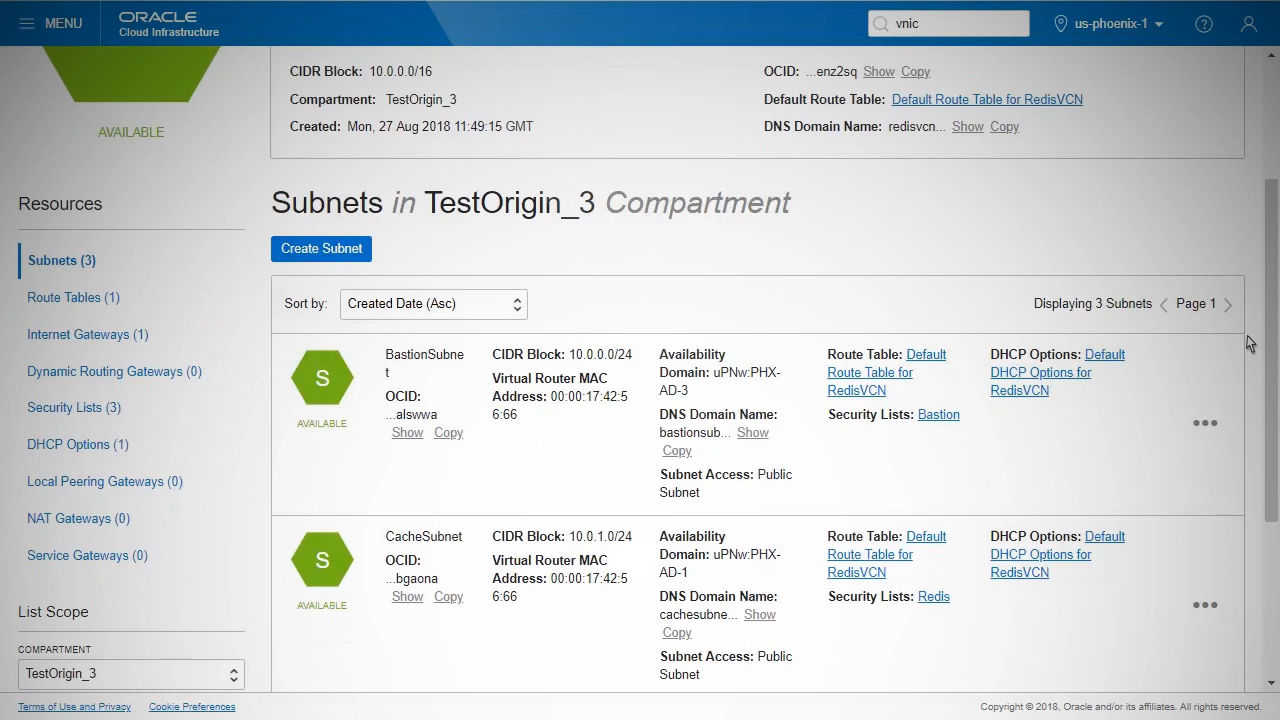 MENU
ORACLE
Cloud Infrastructure
vnic
us-phoenix-1
?
AVAILABLE
CIDR Block: 10.0.0.0/16
Compartment: TestOrigin_3
Created: Mon, 27 Aug 2018 11:49:15 GMT
OCID: ...enz2sq Show Copy
Default Route Table: Default Route Table for RedisVCN
DNS Domain Name: redisvcn... Show Copy
Resources
Subnets (3)
Route Tables (1)
Internet Gateways (1)
Dynamic Routing Gateways (0)
Security Lists (3)
DHCP Options (1)
Local Peering Gateways (0)
NAT Gateways (0)
Service Gateways (0)
List Scope
COMPARTMENT
TestOrigin_3
Subnets in TestOrigin_3 Compartment
Create Subnet
Sort by: Created Date (Asc)
Displaying 3 Subnets
Page 1
S
AVAILABLE
BastionSubne
t
OCID:
...alswwa
Show Copy
CIDR Block: 10.0.0.0/24
Virtual Router MAC
Address: 00:00:17:42:5
6:66
Availability
Domain: uPNw:PHX-
AD-3
DNS Domain Name:
bastionsub... Show
Copy
Subnet Access: Public
Subnet
Route Table: Default
Route Table for
RedisVCN
Security Lists: Bastion
DHCP Options: Default
DHCP Options for
RedisVCN
S
AVAILABLE
CacheSubnet
OCID:
...bgaona
Show Copy
CIDR Block: 10.0.1.0/24
Virtual Router MAC
Address: 00:00:17:42:5
6:66
Availability
Domain: uPNw:PHX-
AD-1
DNS Domain Name:
cachesubne... Show
Copy
Subnet Access: Public
Subnet
Route Table: Default
Route Table for
RedisVCN
Security Lists: Redis
DHCP Options: Default
DHCP Options for
RedisVCN
Terms of Use and Privacy
Cookie Preferences
Copyright © 2018, Oracle and/or its affiliates. All rights reserved.